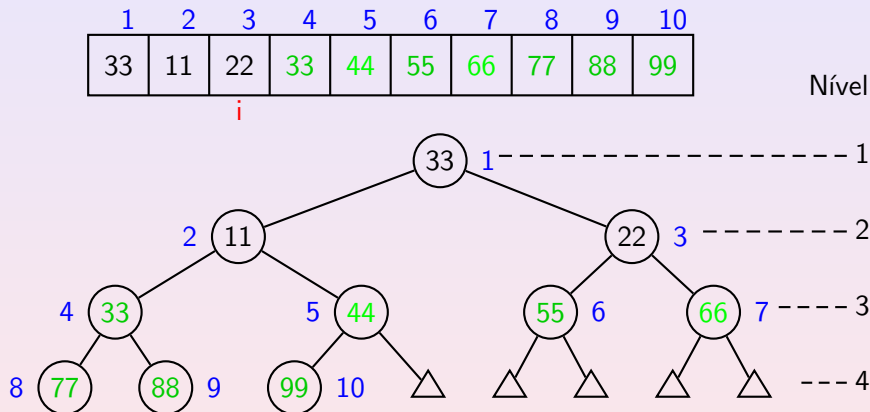 1 2 3 4 5 6 7 8 9 10
33 11 22 33 44 55 66 77 88 99
Nível
i
33 1 1
2 11 22 3 2
4 33 5 44 55 6 66 7 3
8 77 88 9 99 10 4